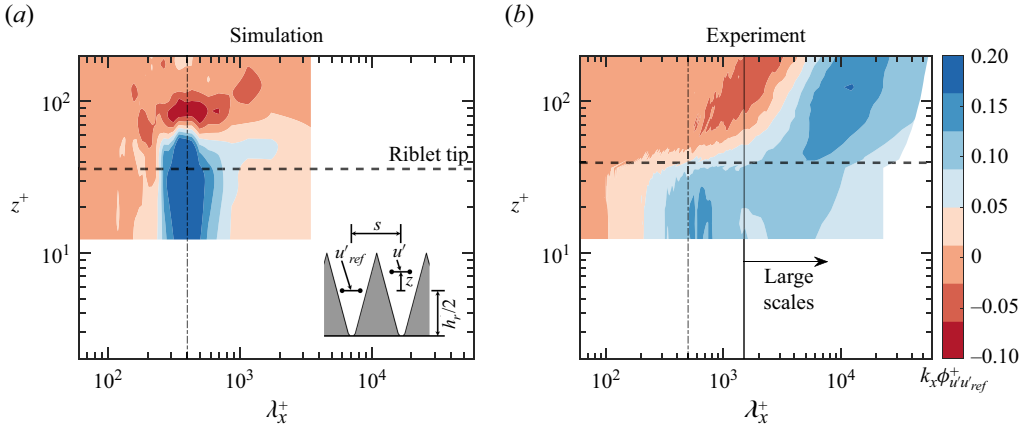 (a)
Simulation
10²
z⁺
10¹
Riblet tip
s
u′ref
u′
z
hr/2
10² 10³ 10⁴
λx⁺
(b)
Experiment
10²
z⁺
10¹
Large
scales
10² 10³ 10⁴
λx⁺
0.20
0.15
0.10
0.05
0
−0.05
−0.10
kxϕ⁺u′u′ref